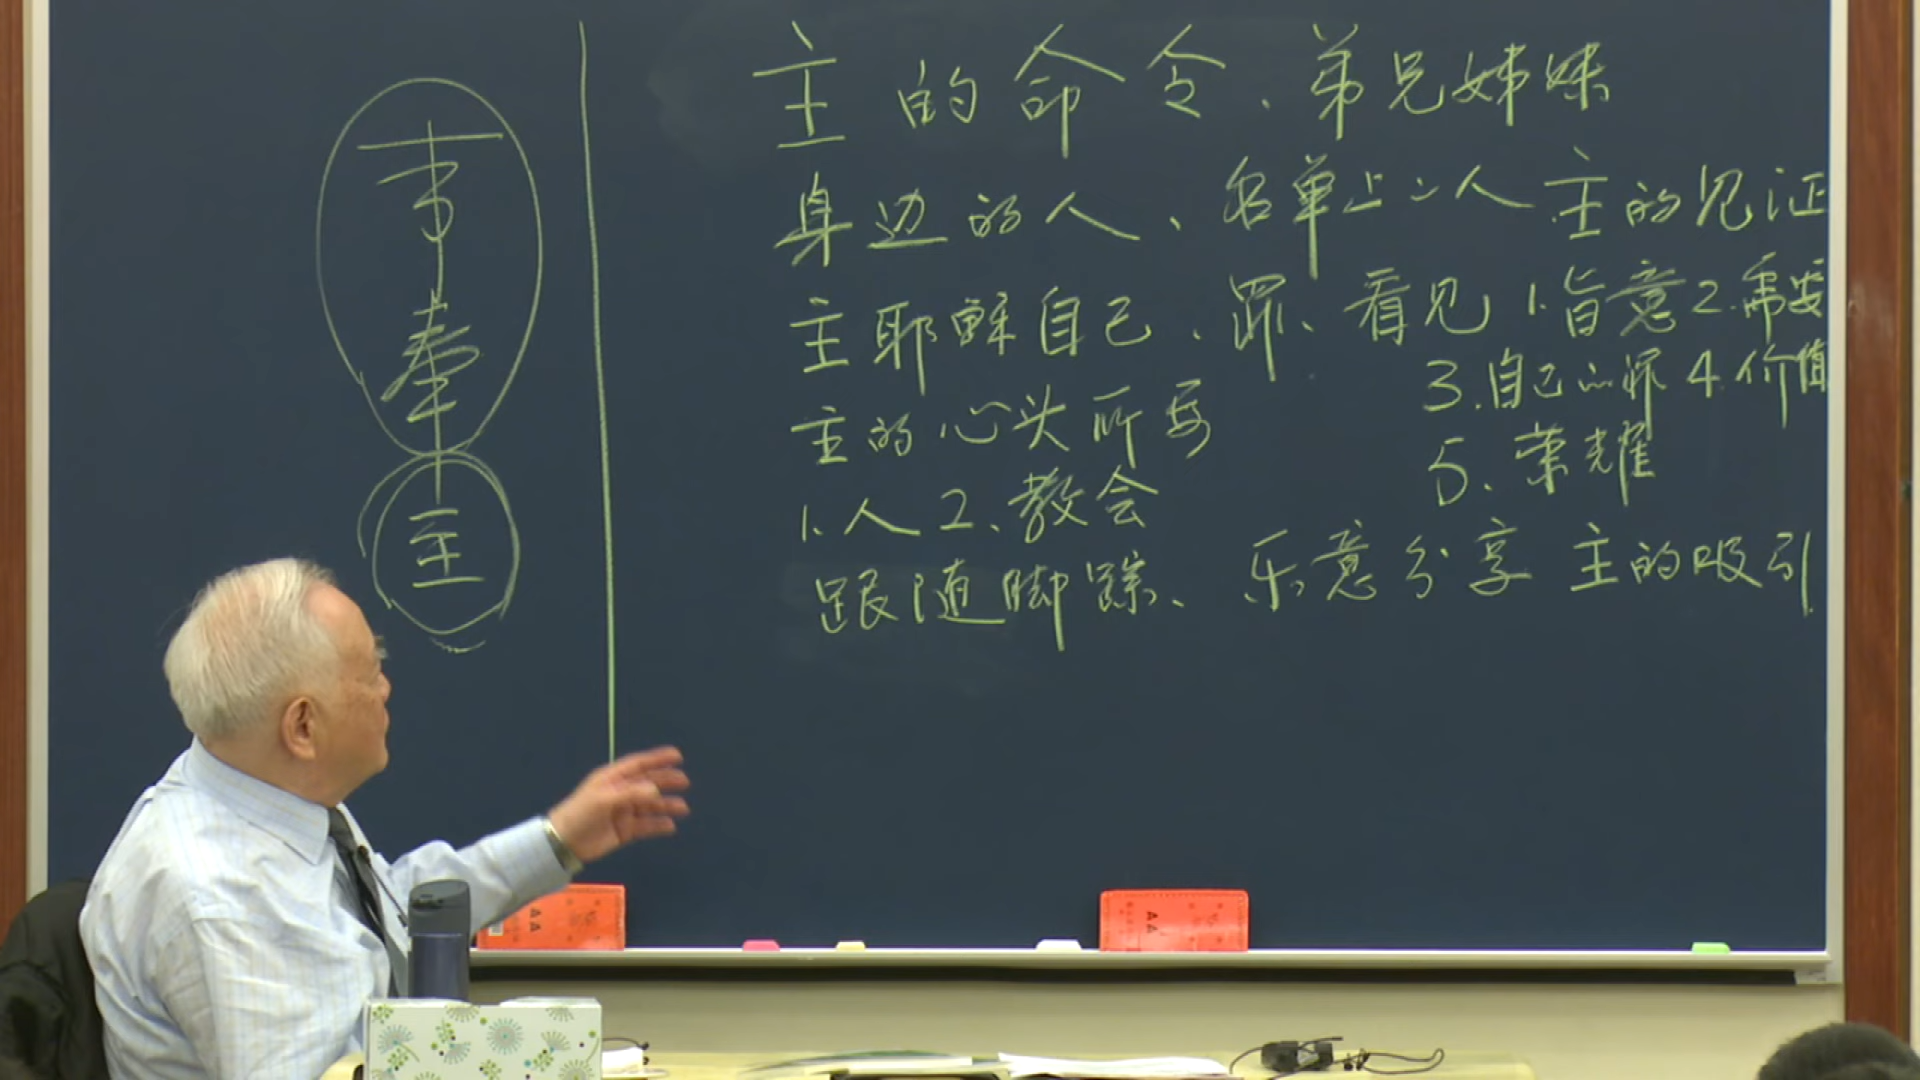 事奉
主
主的命令、弟兄姊妹
身边的人、名单上的人 主的见证
主耶稣自己、罪、看见 1.旨意 2.需要
3.自己的罪 4.价值
主的心头所要
5、荣耀
1、人 2、教会
跟随脚踪、乐意分享 主的吸引